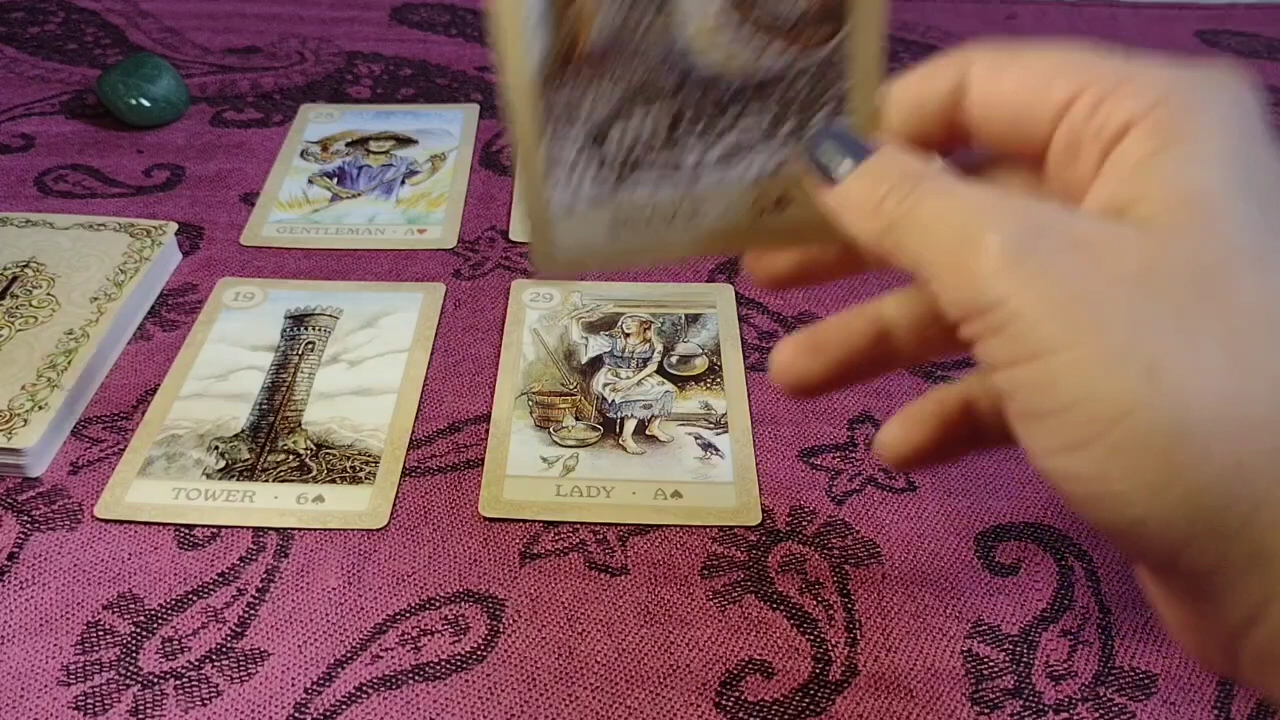 28
GENTLEMAN · A♥
19
TOWER · 6♠
29
LADY · A♠